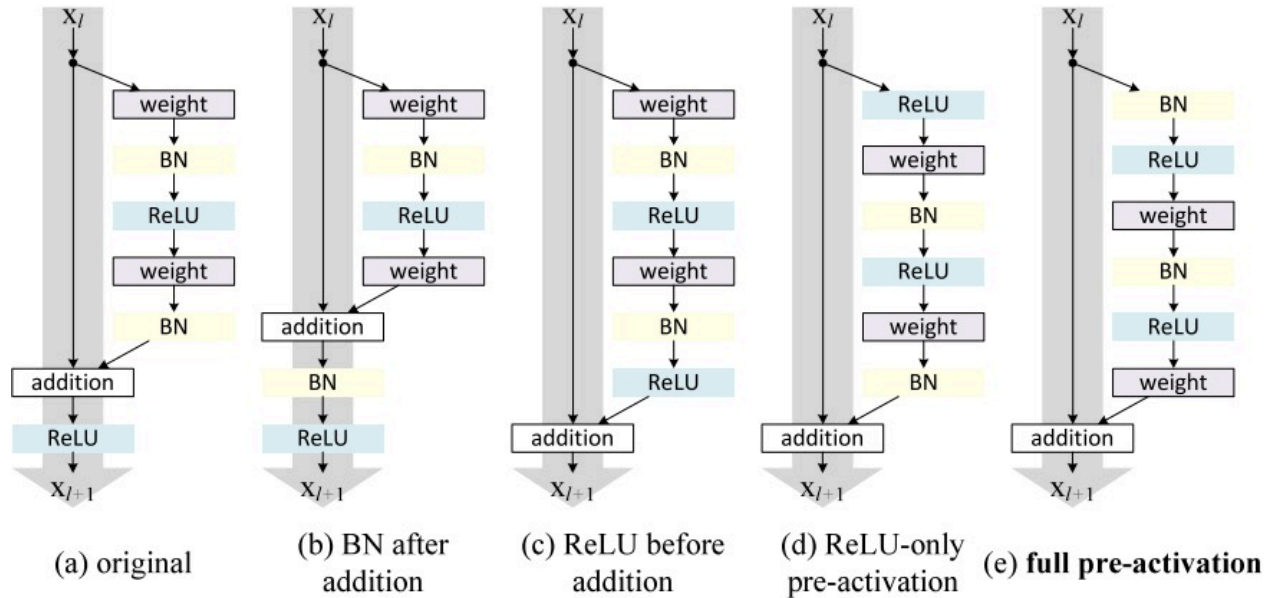 x_l
weight
BN
ReLU
weight
BN
addition
ReLU
x_{l+1}
(a) original
x_l
weight
BN
ReLU
weight
addition
BN
ReLU
x_{l+1}
(b) BN after
addition
x_l
weight
BN
ReLU
weight
BN
ReLU
addition
x_{l+1}
(c) ReLU before
addition
x_l
ReLU
weight
BN
ReLU
weight
BN
addition
x_{l+1}
(d) ReLU-only
pre-activation
x_l
BN
ReLU
weight
BN
ReLU
weight
addition
x_{l+1}
(e) full pre-activation